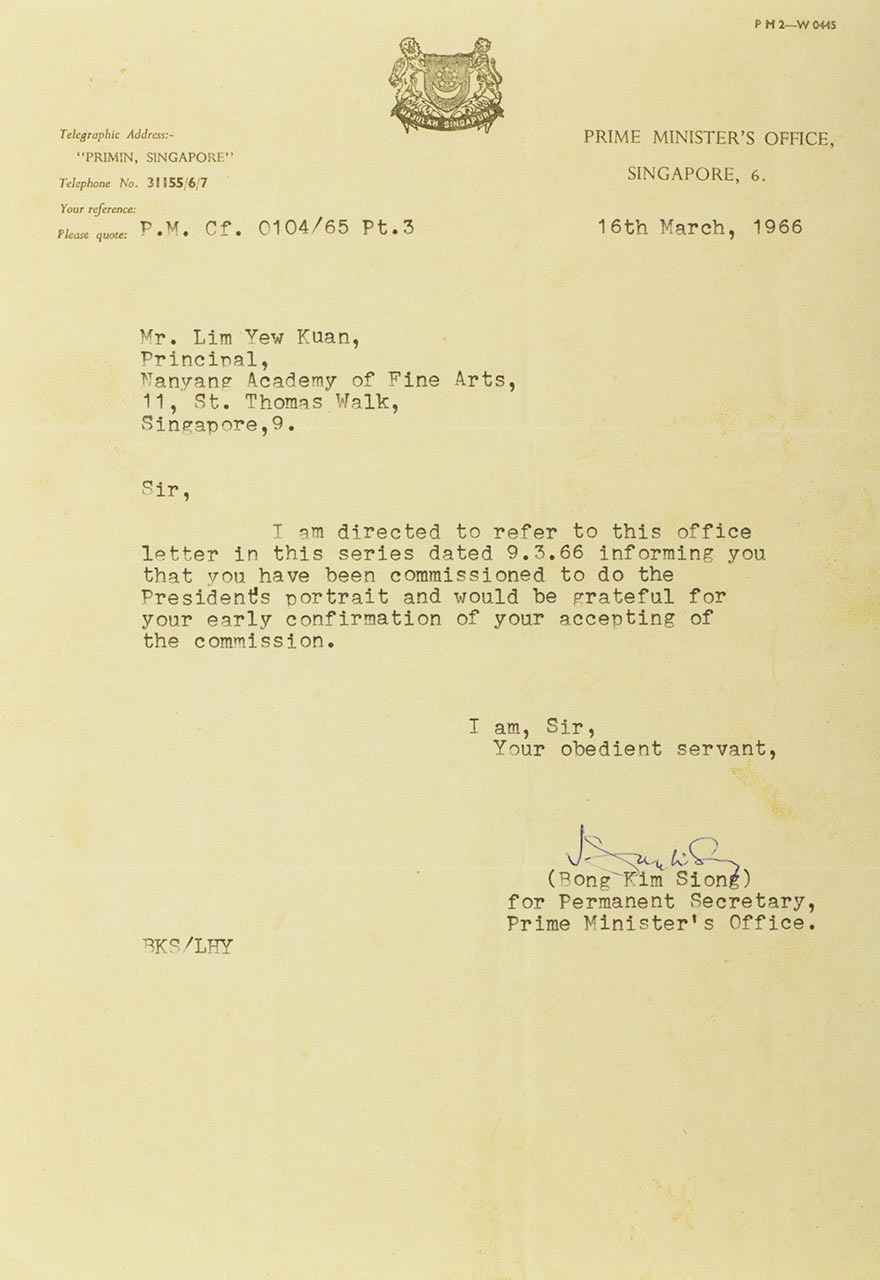 P M 2—W 0445
MAJULAH SINGAPURA
Telegraphic Address:-
"PRIMIN, SINGAPORE"
Telephone No. 31155/6/7
Your reference:
Please quote: P.M. Cf. 0104/65 Pt.3
PRIME MINISTER'S OFFICE,
SINGAPORE, 6.
16th March, 1966
Mr. Lim Yew Kuan,
Principal,
Nanyang Academy of Fine Arts,
11, St. Thomas Walk,
Singapore,9.
Sir,
I am directed to refer to this office
letter in this series dated 9.3.66 informing you
that you have been commissioned to do the
President's portrait and would be grateful for
your early confirmation of your accepting of
the commission.
I am, Sir,
Your obedient servant,
(Bong Kim Siong)
for Permanent Secretary,
Prime Minister's Office.
BKS/LHY